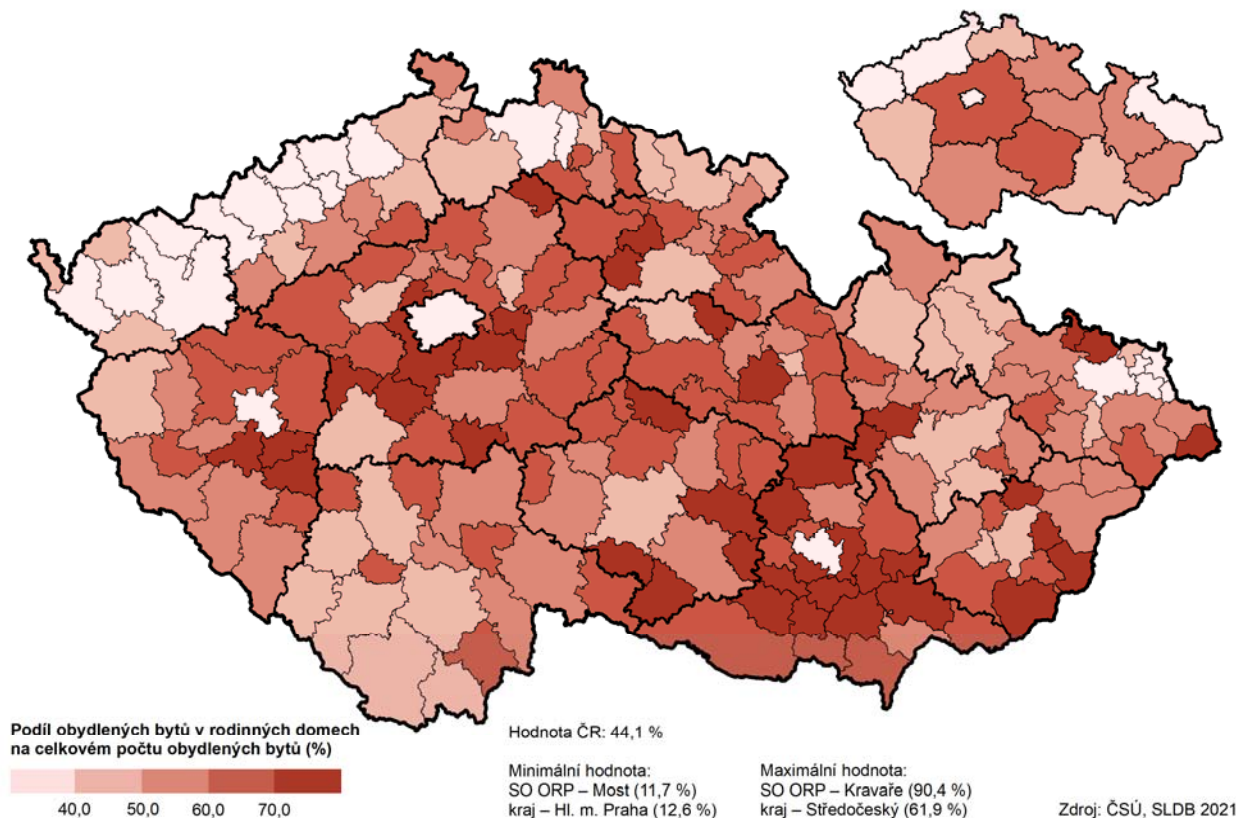 Podíl obydlených bytů v rodinných domech
na celkovém počtu obydlených bytů (%)
40,0 50,0 60,0 70,0
Hodnota ČR: 44,1 %
Minimální hodnota:
SO ORP – Most (11,7 %)
kraj – Hl. m. Praha (12,6 %)
Maximální hodnota:
SO ORP – Kravaře (90,4 %)
kraj – Středočeský (61,9 %)
Zdroj: ČSÚ, SLDB 2021